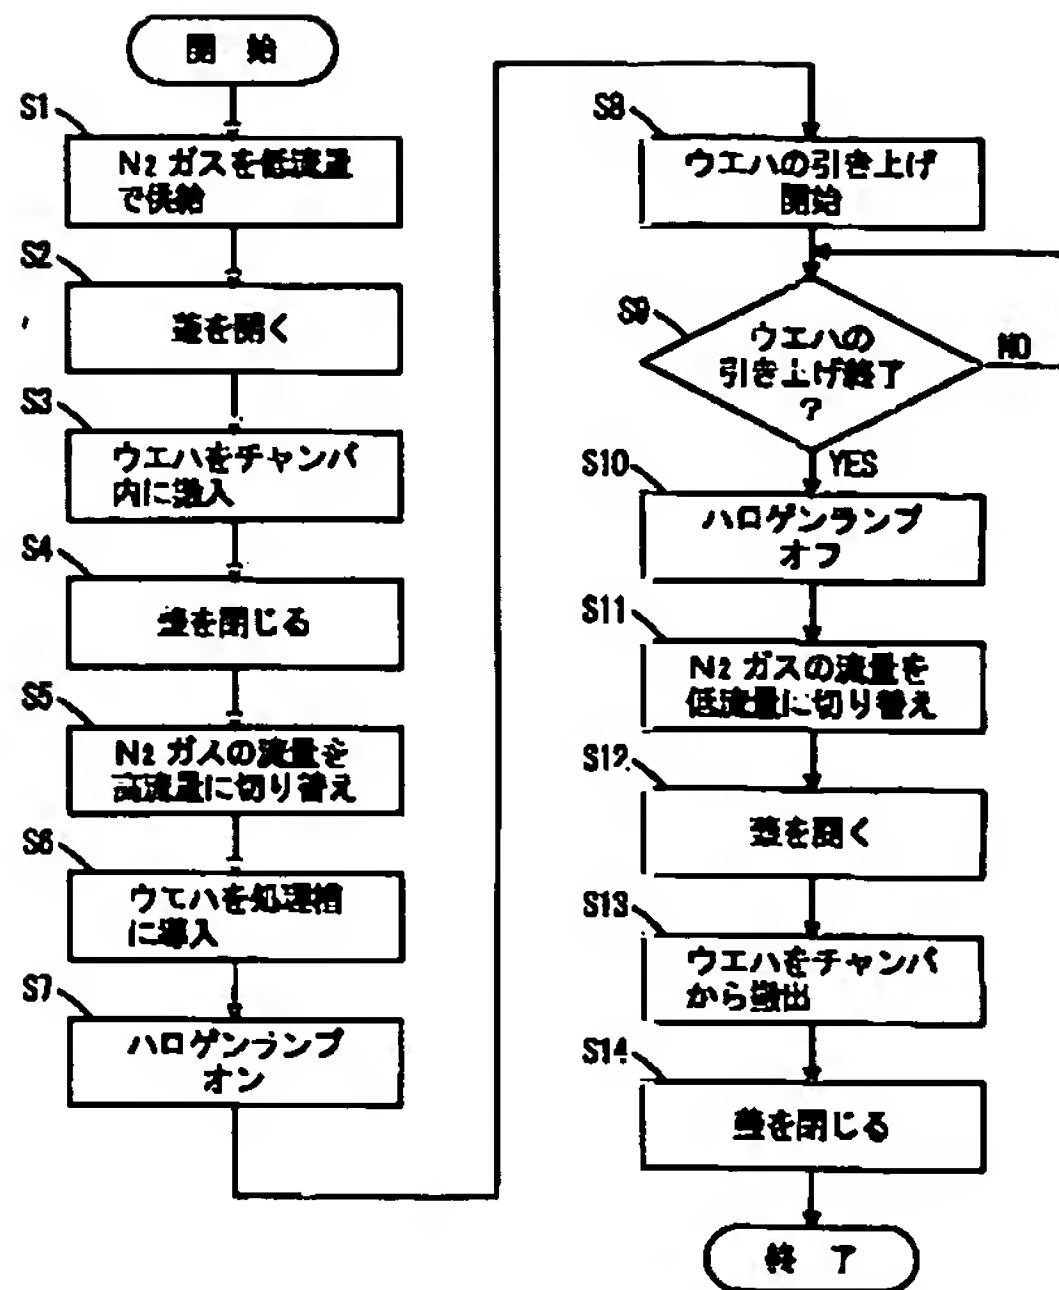 開 始
S1
N2 ガスを低流量
で供給
S2
蓋を開く
S3
ウエハをチャンバ
内に搬入
S4
蓋を閉じる
S5
N2 ガスの流量を
高流量に切り替え
S6
ウエハを処理槽
に導入
S7
ハロゲンランプ
オン
S8
ウエハの引き上げ
開始
S9
ウエハの
引き上げ終了
?
NO
YES
S10
ハロゲンランプ
オフ
S11
N2 ガスの流量を
低流量に切り替え
S12
蓋を開く
S13
ウエハをチャンバ
から搬出
S14
蓋を閉じる
終 了